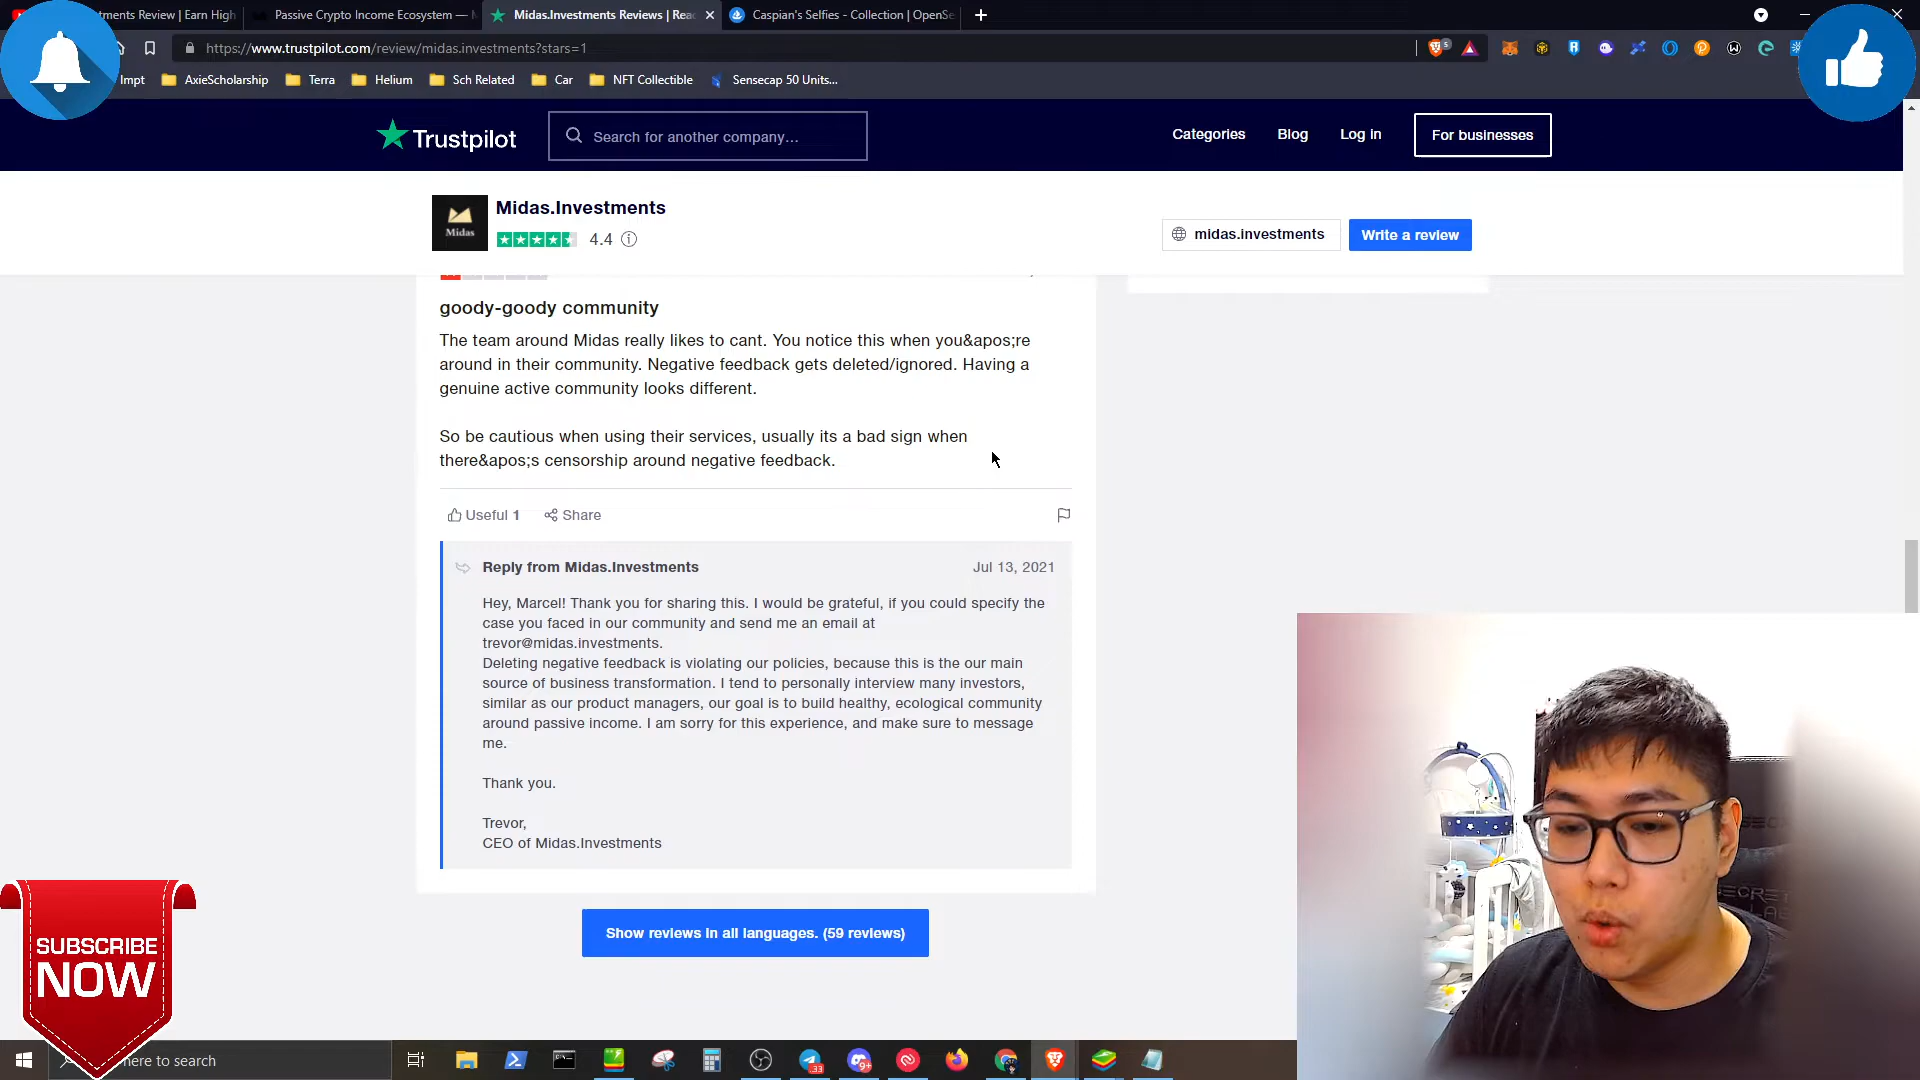 tments Review | Earn High
Passive Crypto Income Ecosystem —
Midas.Investments Reviews | Rea
Caspian's Selfies - Collection | OpenSe
https://www.trustpilot.com/review/midas.investments?stars=1
Impt
AxieScholarship
Terra
Helium
Sch Related
Car
NFT Collectible
Sensecap 50 Units...
Trustpilot
Search for another company...
Categories
Blog
Log in
For businesses
Midas
Midas.Investments
4.4
midas.investments
Write a review
goody-goody community
The team around Midas really likes to cant. You notice this when you&apos;re
around in their community. Negative feedback gets deleted/ignored. Having a
genuine active community looks different.
So be cautious when using their services, usually its a bad sign when
there&apos;s censorship around negative feedback.
Useful 1
Share
Reply from Midas.Investments
Jul 13, 2021
Hey, Marcel! Thank you for sharing this. I would be grateful, if you could specify the
case you faced in our community and send me an email at
trevor@midas.investments.
Deleting negative feedback is violating our policies, because this is the our main
source of business transformation. I tend to personally interview many investors,
similar as our product managers, our goal is to build healthy, ecological community
around passive income. I am sorry for this experience, and make sure to message
me.
Thank you.
Trevor,
CEO of Midas.Investments
Show reviews in all languages. (59 reviews)
SUBSCRIBE
NOW
here to search